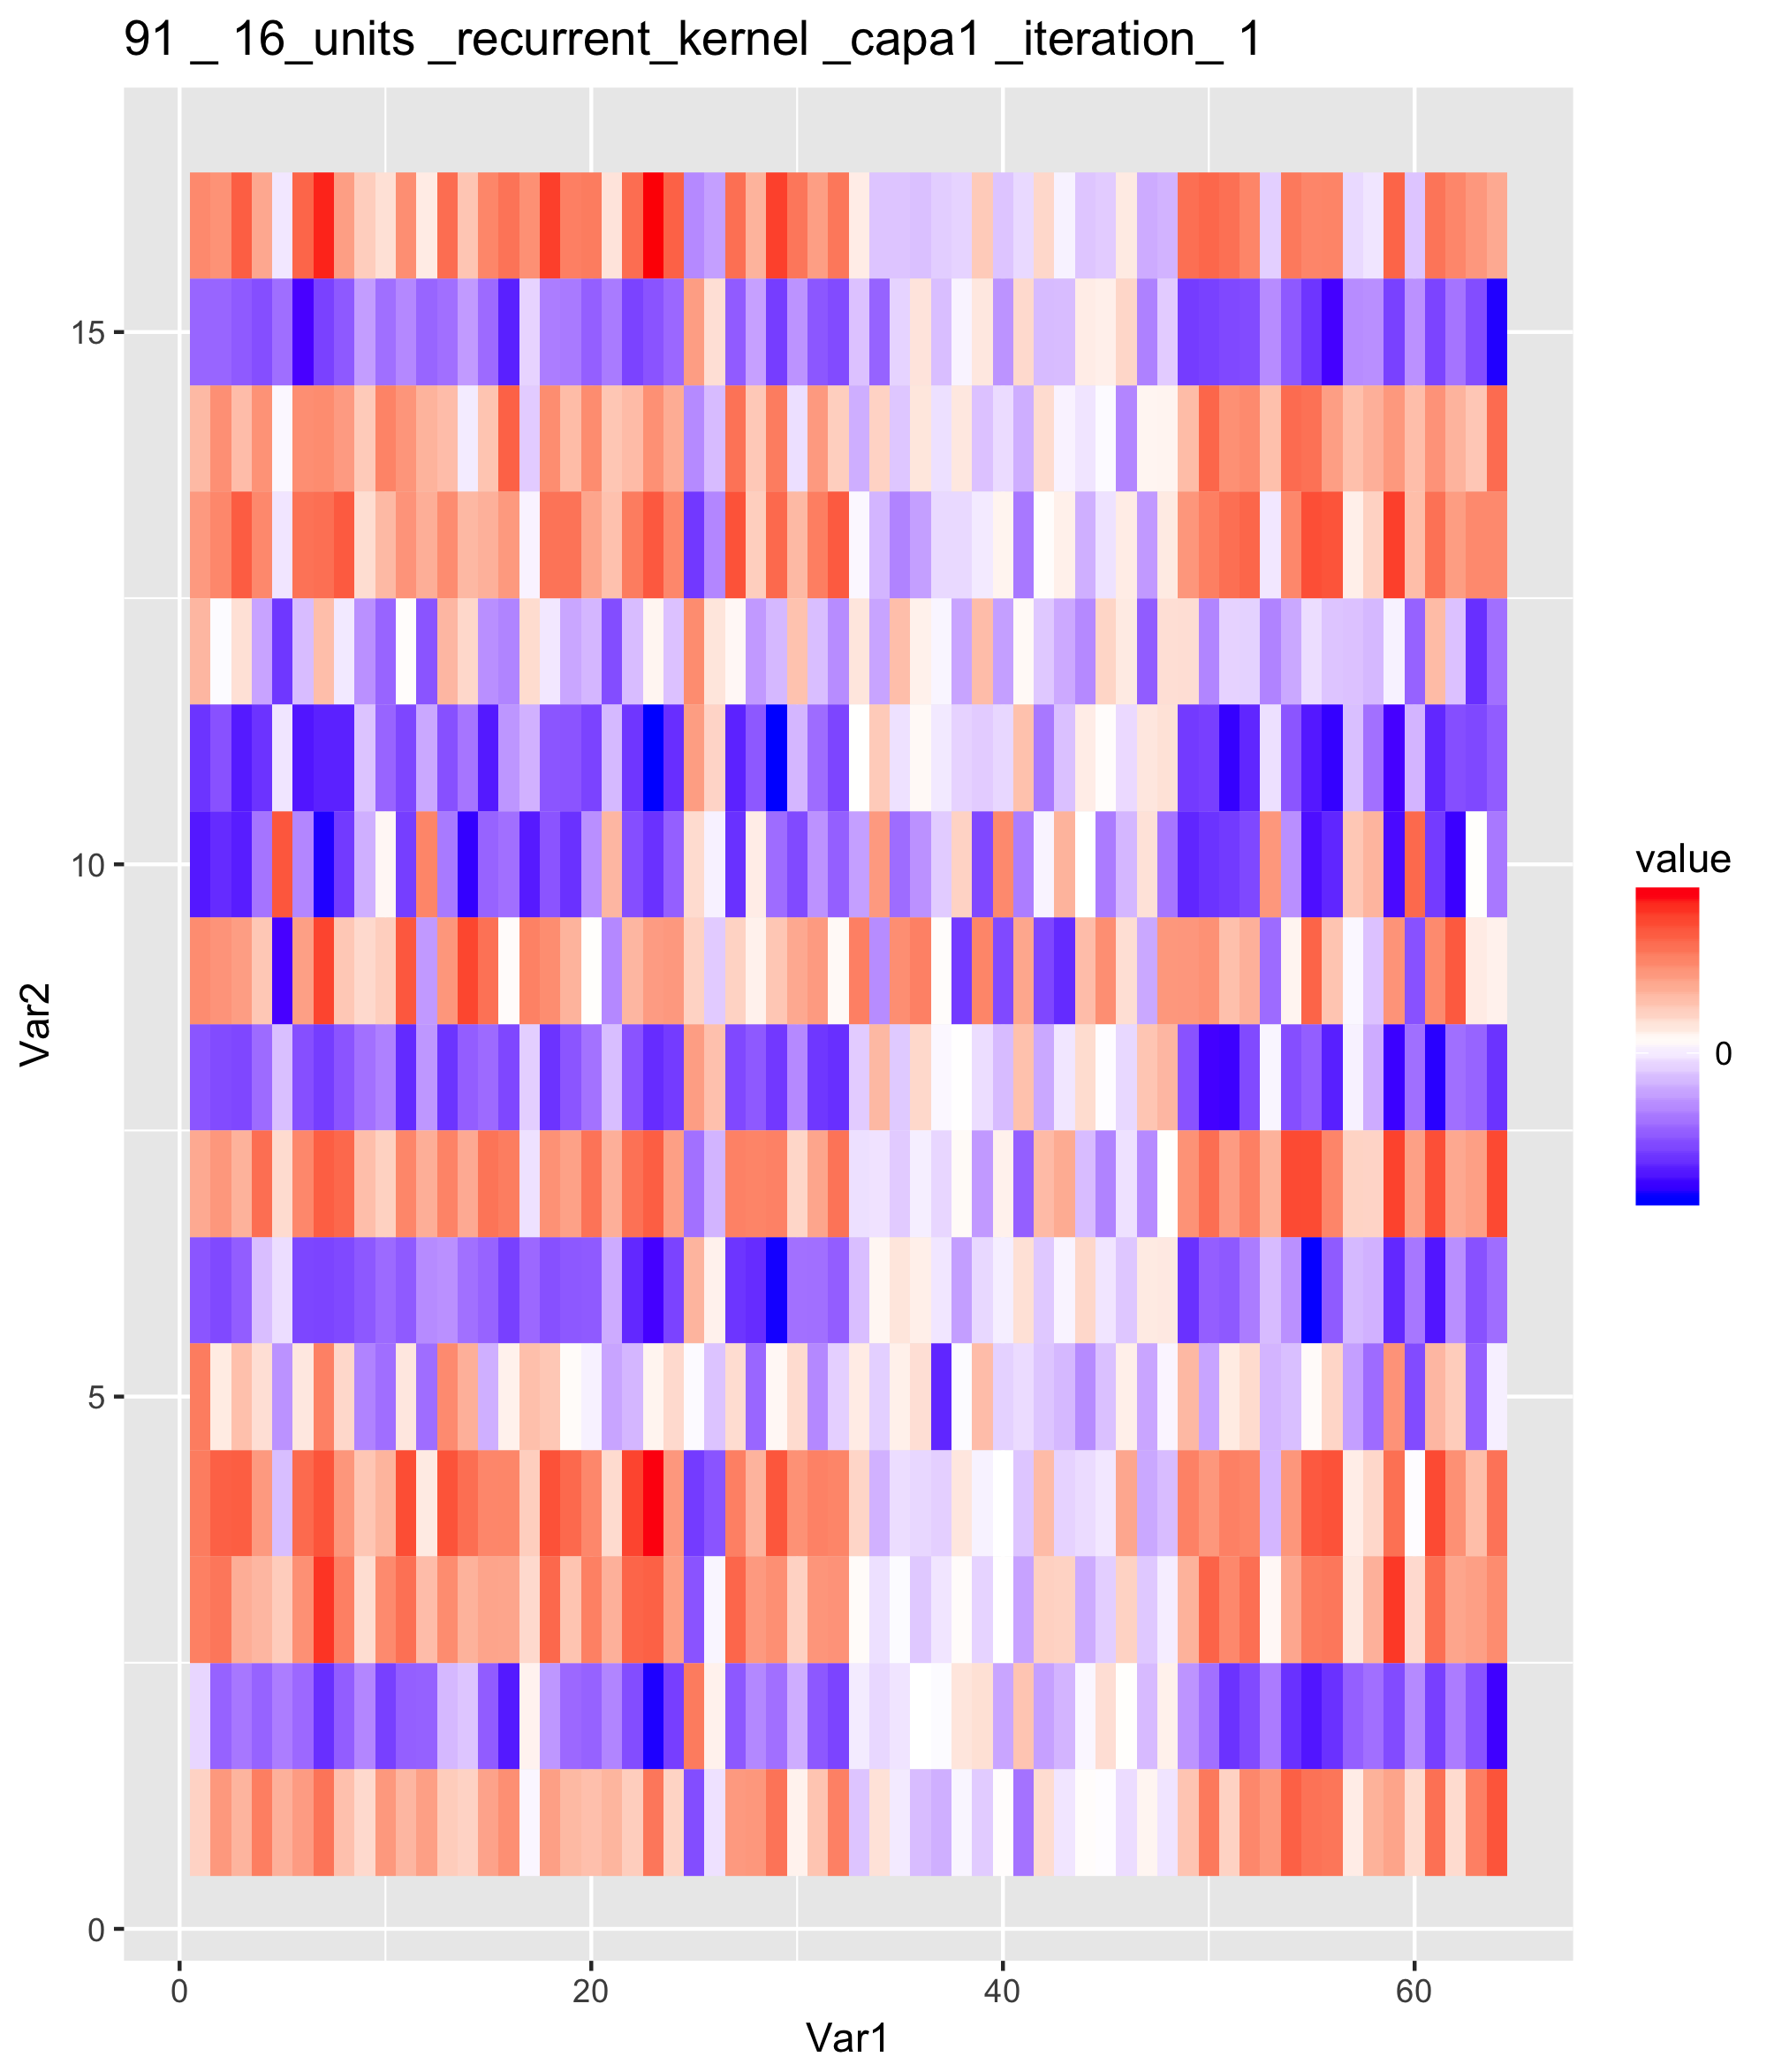 91 _ 16_units _recurrent_kernel _capa1 _iteration_ 1
15
10
5
0
Var2
0
20
40
60
Var1
value
0